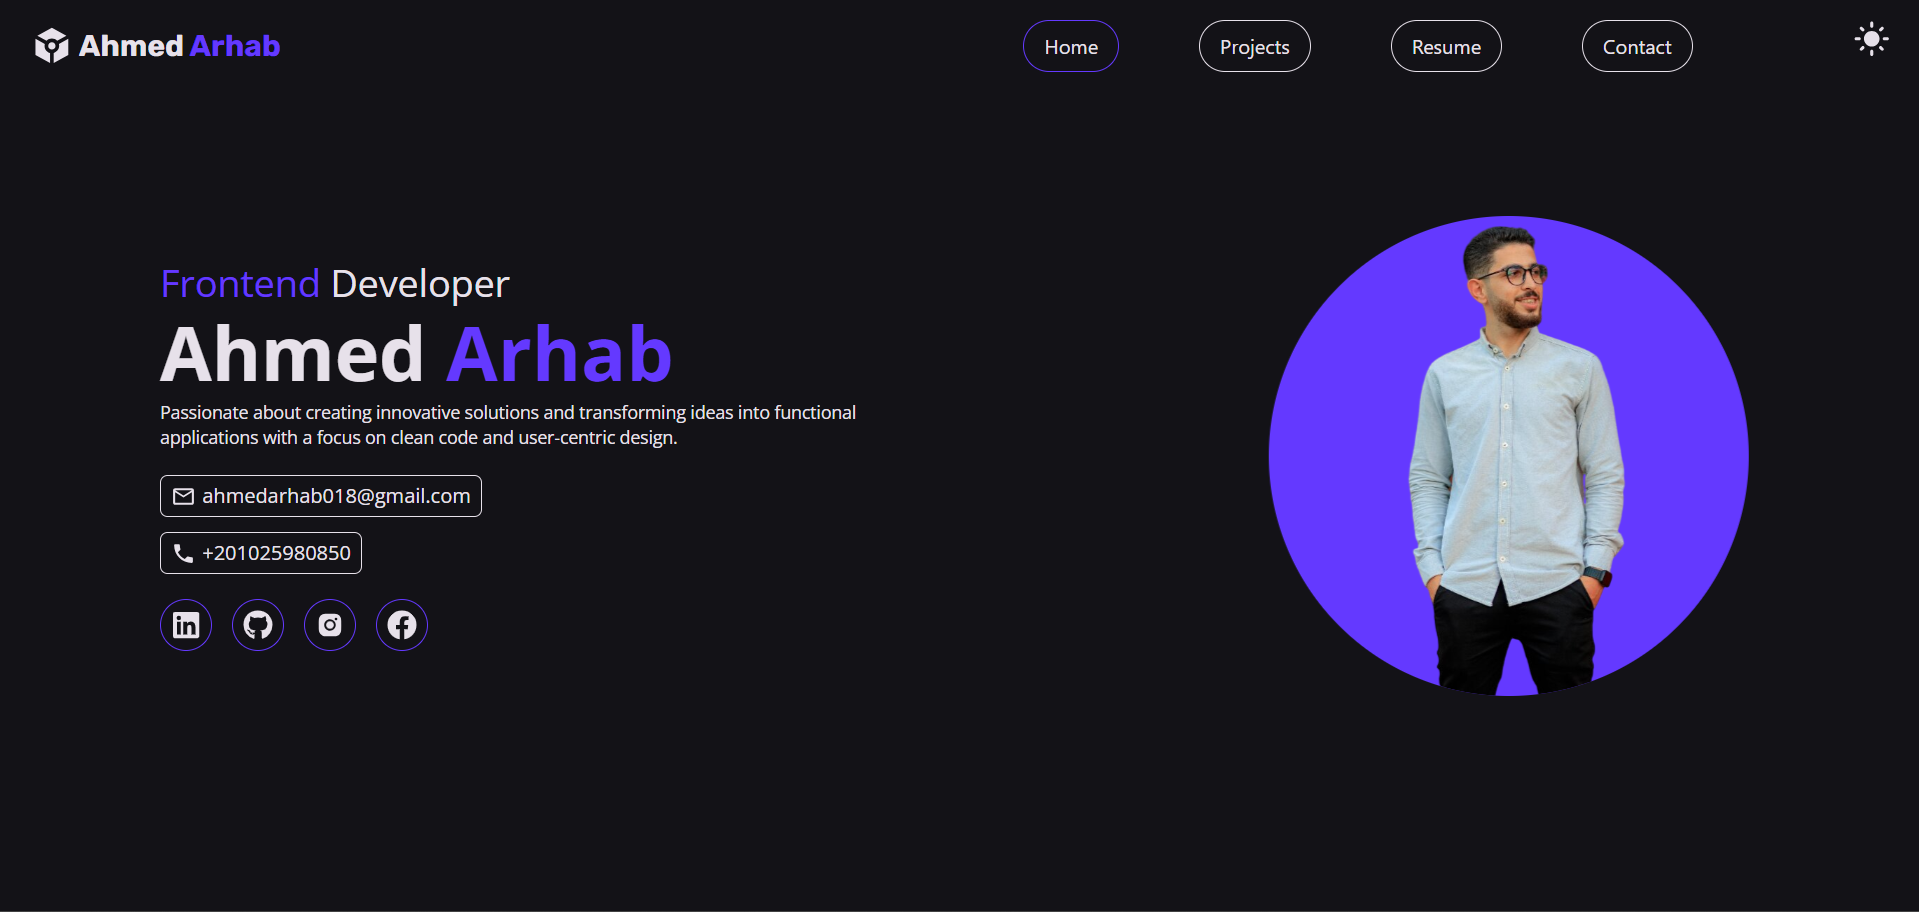 Ahmed Arhab
Home
Projects
Resume
Contact
Frontend Developer
Ahmed Arhab
Passionate about creating innovative solutions and transforming ideas into functional
applications with a focus on clean code and user-centric design.
ahmedarhab018@gmail.com
+201025980850